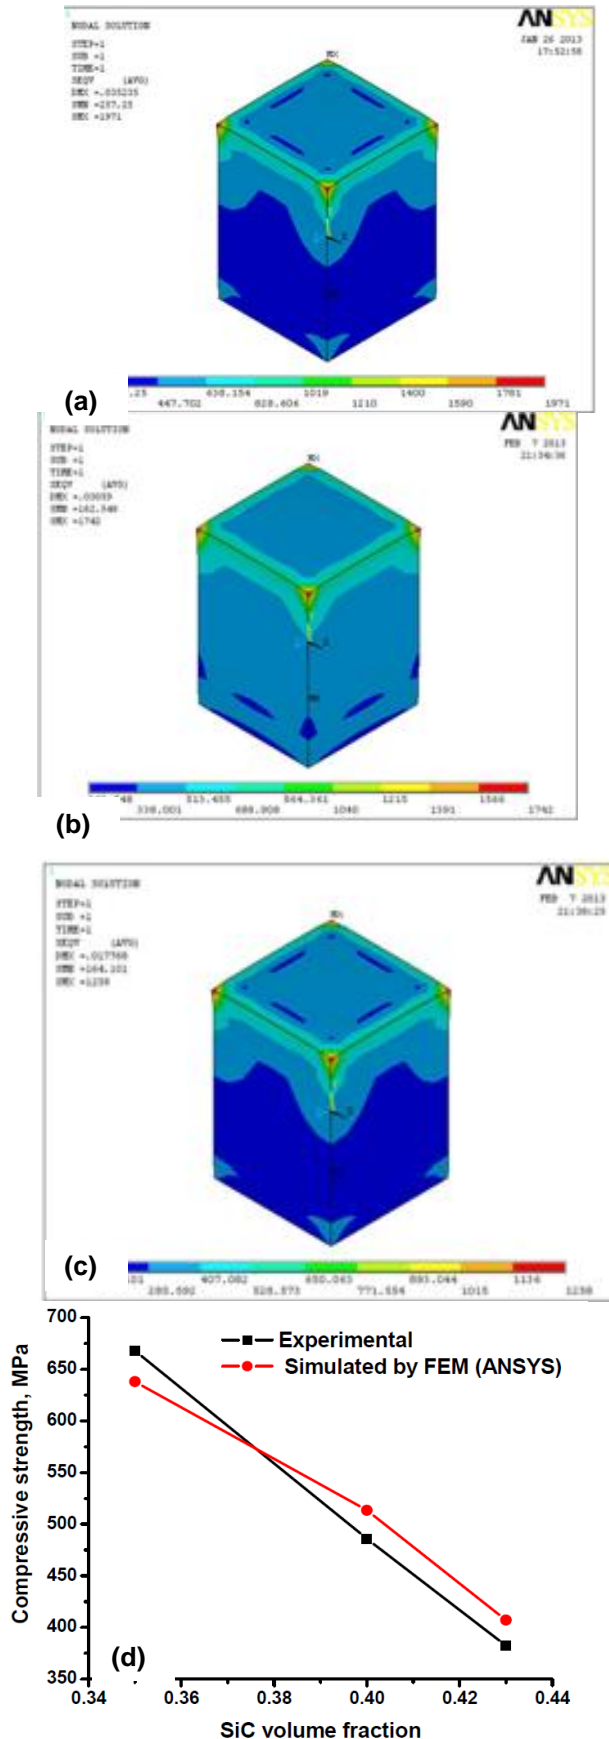 NODAL SOLUTION
STEP=1
SUB =1
TIME=1
SEQV (AVG)
DMX =.035235
SMN =257.25
SMX =1971
ANSYS
JAN 26 2013
17:52:58
MX
.25 638.154 1019 1400 1781
447.702 828.606 1210 1590 1971
(a)
NODAL SOLUTION
STEP=1
SUB =1
TIME=1
SEQV (AVG)
SMX =1742
ANSYS
FEB 7 2013
MX
513.455 864.361 1215 1566
338.001 688.908 1040 1391 1742
(b)
1
NODAL SOLUTION
STEP=1
SUB =1
TIME=1
SEQV (AVG)
DMX =.017768
SMN =164.101
SMX =1258
ANSYS
FEB 7 2013
MX
101 407.082 650.063 893.044 1136
528.573 771.554 1015 1258
(c)
700
650
600
550
500
450
400
350
Compressive strength, MPa
Experimental
Simulated by FEM (ANSYS)
(d)
0.34 0.36 0.38 0.40 0.42 0.44
SiC volume fraction